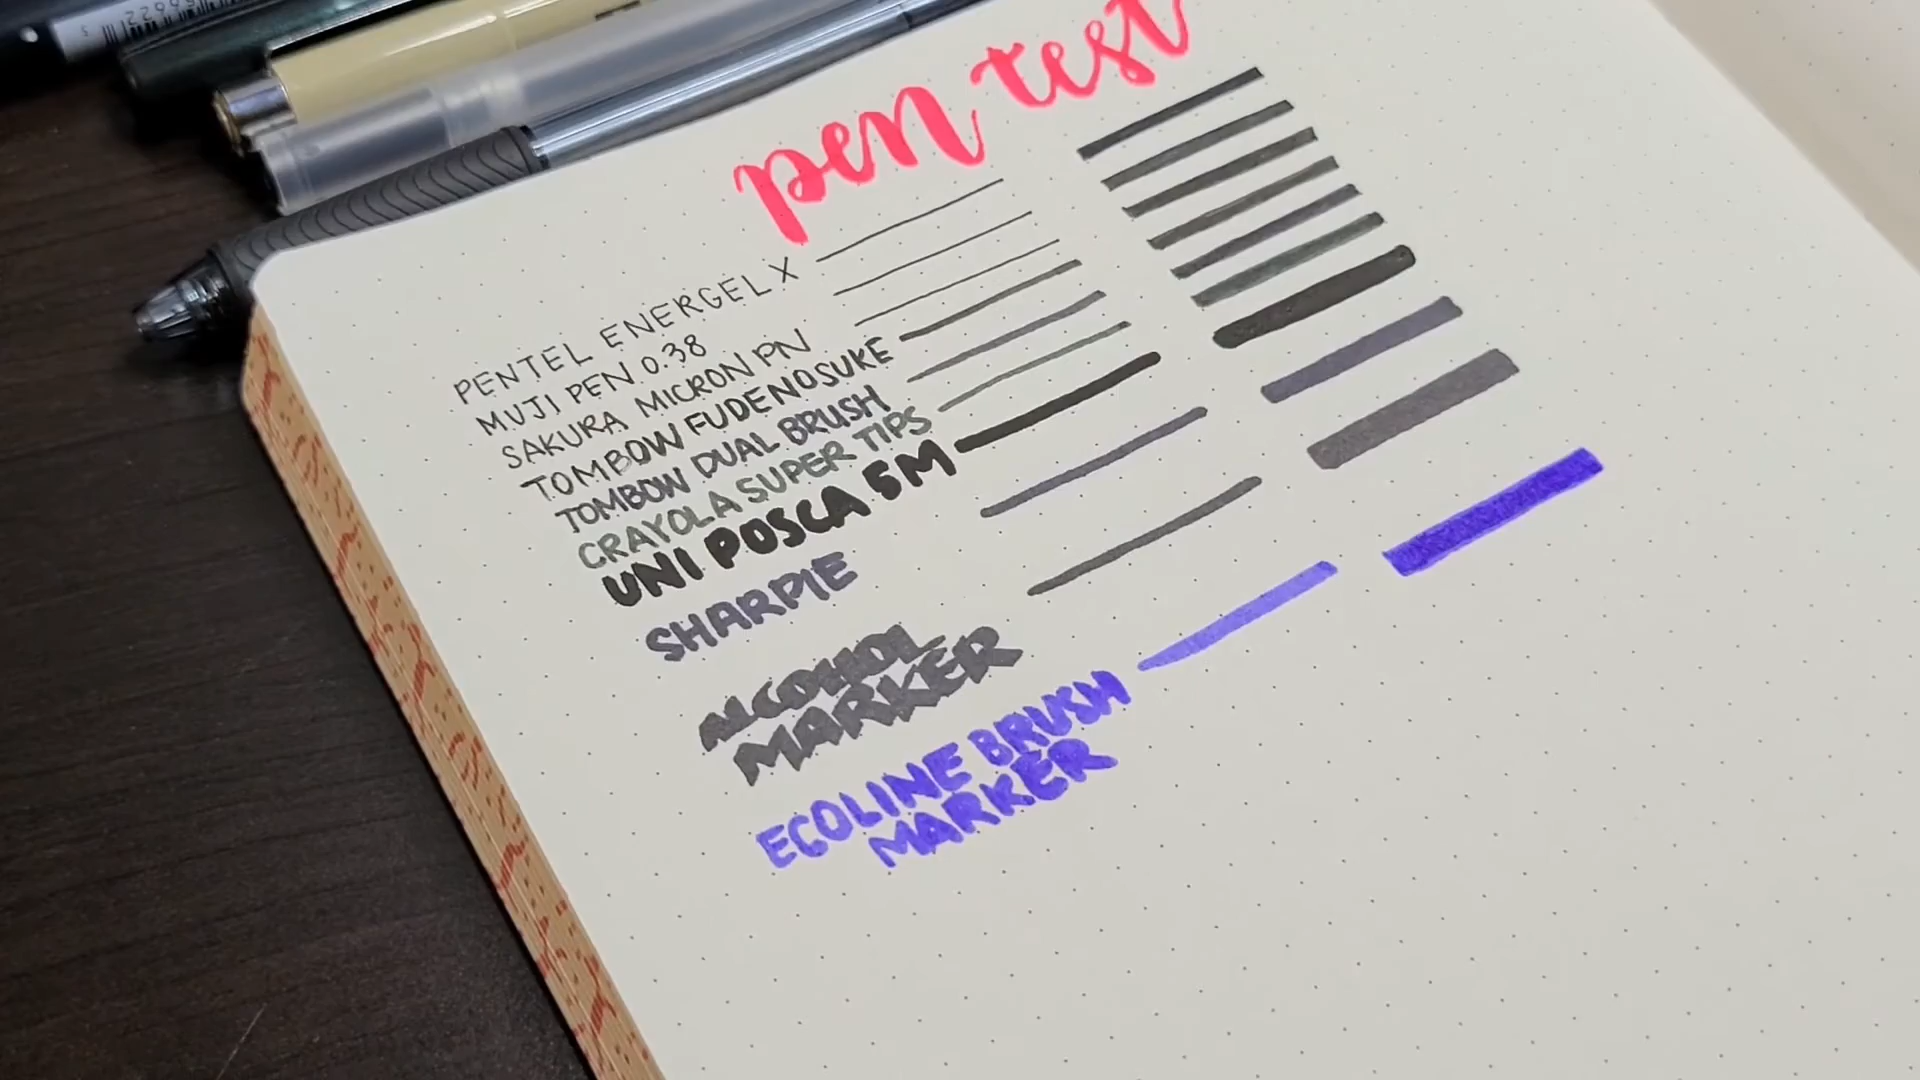 pen test
PENTEL ENERGEL X
MUJI PEN 0.38
SAKURA MICRON PN
TOMBOW FUDENOSUKE
TOMBOW DUAL BRUSH
CRAYOLA SUPER TIPS
UNI POSCA 5M
SHARPIE
ALCOHOL
MARKER
ECOLINE BRUSH
MARKER